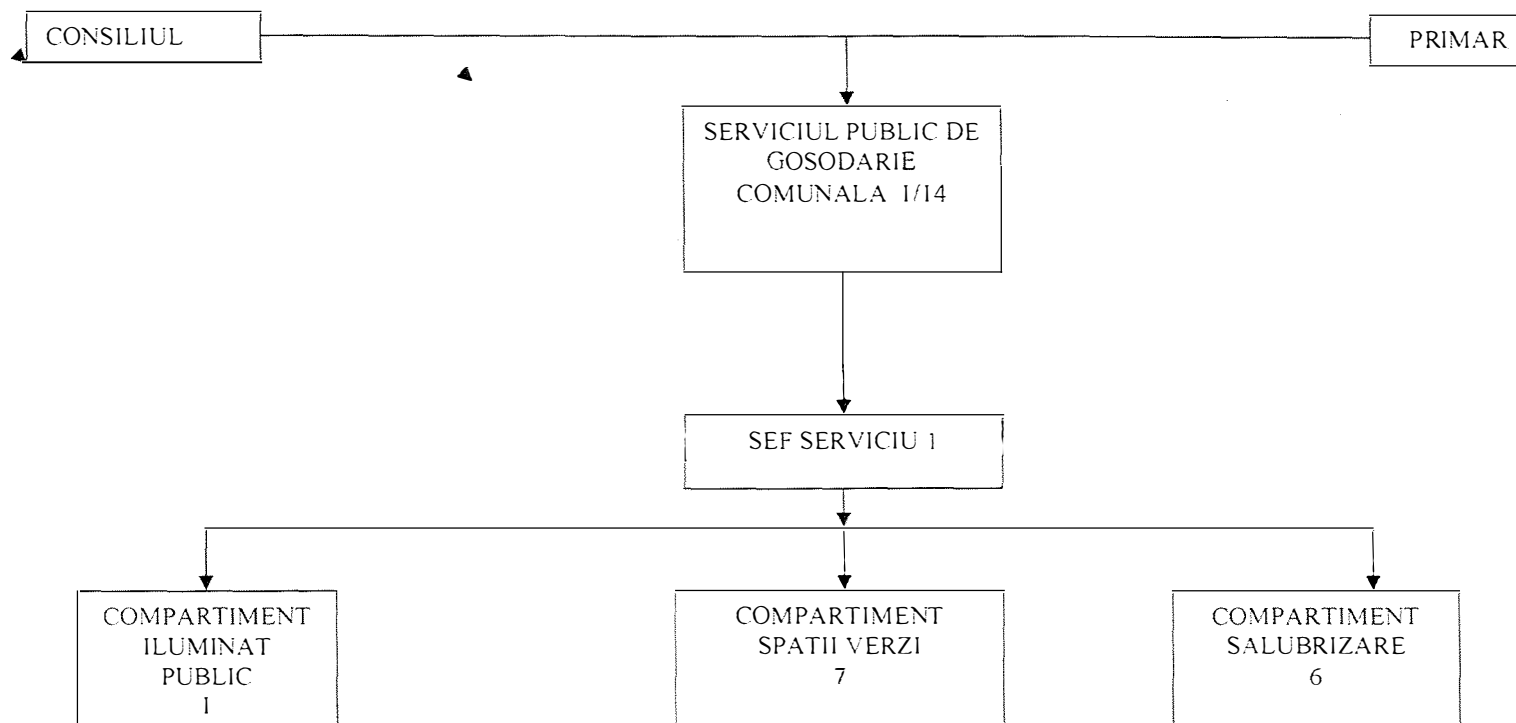 CONSILIUL
PRIMAR
SERVICIUL PUBLIC DE
GOSODARIE
COMUNALA 1/14
SEF SERVICIU 1
COMPARTIMENT
ILUMINAT
PUBLIC
1
COMPARTIMENT
SPATII VERZI
7
COMPARTIMENT
SALUBRIZARE
6